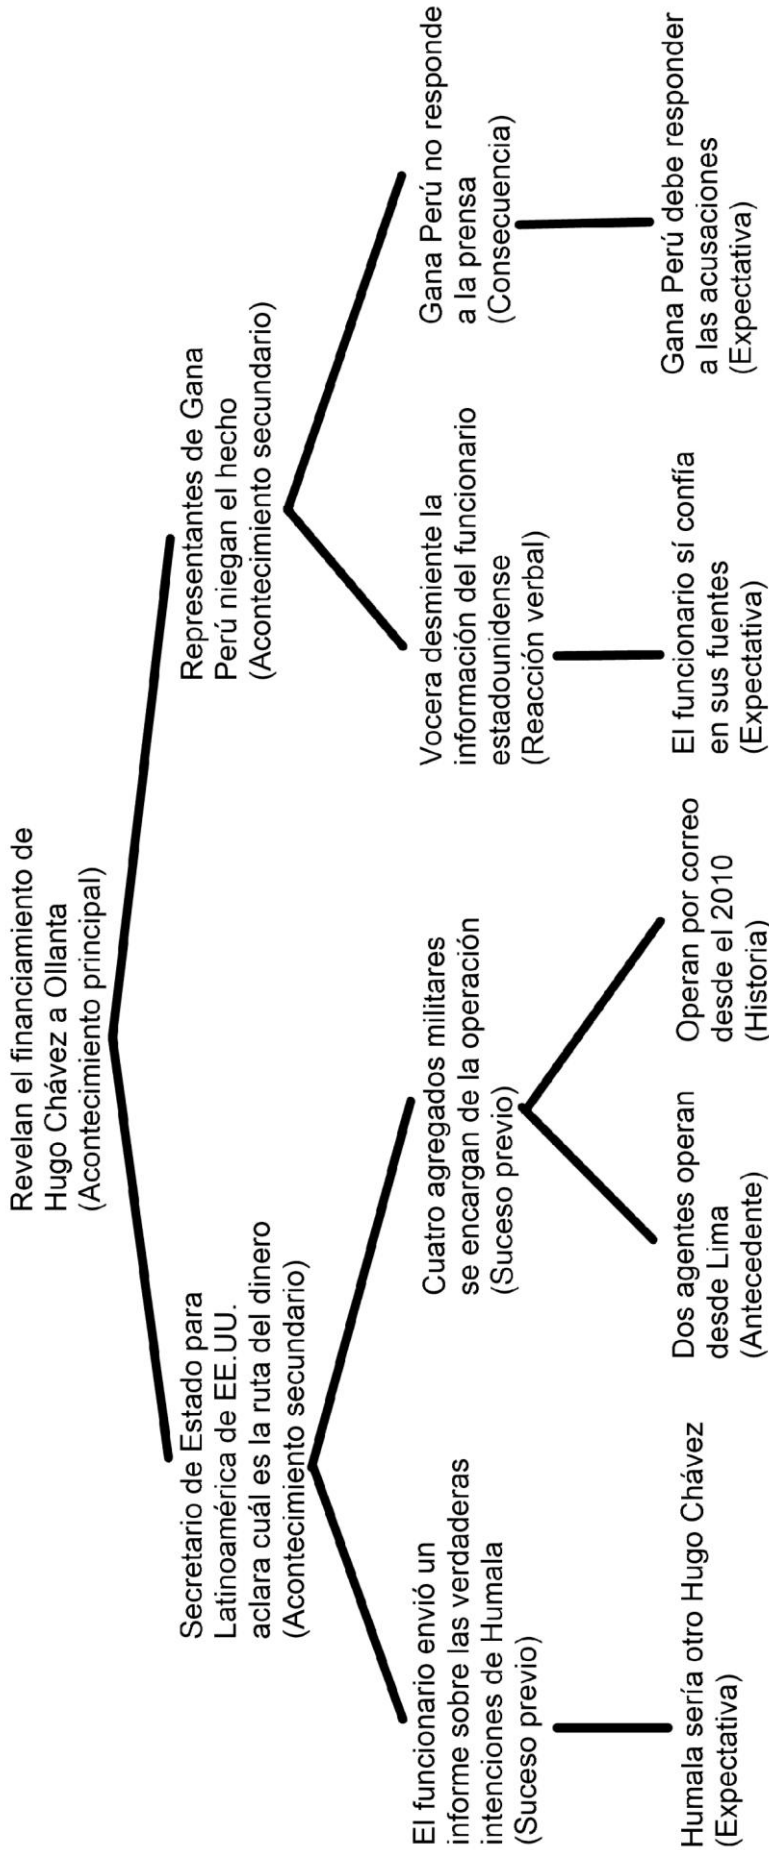 Revelan el financiamiento de
Hugo Chávez a Ollanta
(Acontecimiento principal)
Secretario de Estado para
Latinoamérica de EE.UU.
aclara cuál es la ruta del dinero
(Acontecimiento secundario)
Representantes de Gana
Perú niegan el hecho
(Acontecimiento secundario)
El funcionario envió un
informe sobre las verdaderas
intenciones de Humala
(Suceso previo)
Cuatro agregados militares
se encargan de la operación
(Suceso previo)
Vocera desmiente la
información del funcionario
estadounidense
(Reacción verbal)
Gana Perú no responde
a la prensa
(Consecuencia)
Humala sería otro Hugo Chávez
(Expectativa)
Dos agentes operan
desde Lima
(Antecedente)
Operan por correo
desde el 2010
(Historia)
El funcionario sí confía
en sus fuentes
(Expectativa)
Gana Perú debe responder
a las acusaciones
(Expectativa)